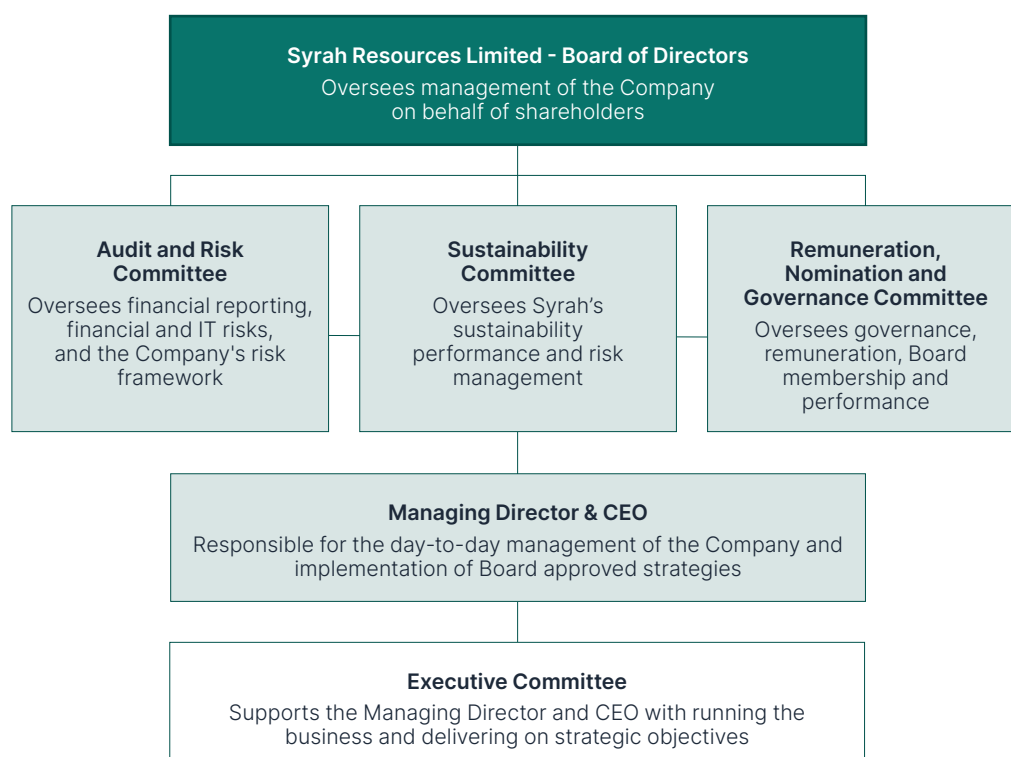 Syrah Resources Limited - Board of Directors
Oversees management of the Company
on behalf of shareholders
Audit and Risk
Committee
Oversees financial reporting,
financial and IT risks,
and the Company's risk
framework
Sustainability
Committee
Oversees Syrah’s
sustainability
performance and risk
management
Remuneration,
Nomination and
Governance Committee
Oversees governance,
remuneration, Board
membership and
performance
Managing Director & CEO
Responsible for the day-to-day management of the Company and
implementation of Board approved strategies
Executive Committee
Supports the Managing Director and CEO with running the
business and delivering on strategic objectives